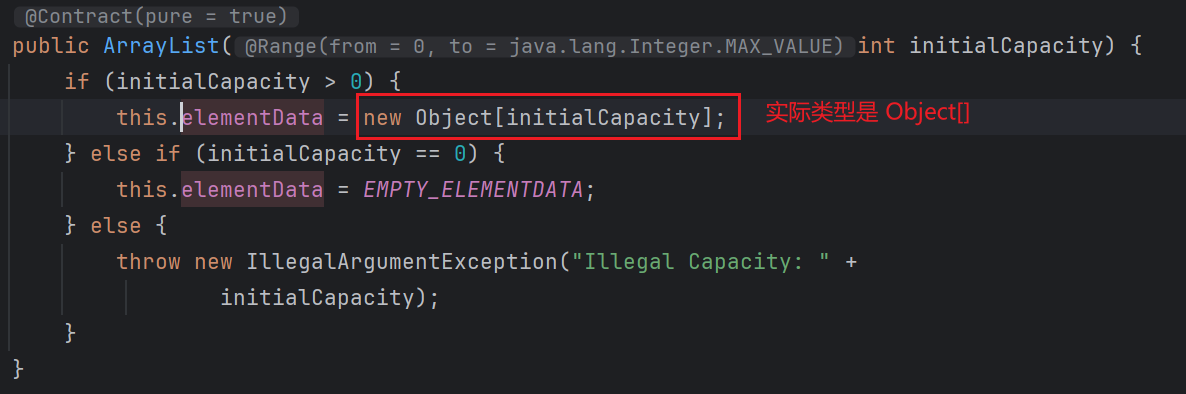 @Contract(pure = true)
public ArrayList( @Range(from = 0, to = java.lang.Integer.MAX_VALUE) int initialCapacity) {
if (initialCapacity > 0) {
this.elementData = new Object[initialCapacity]; 实际类型是 Object[]
} else if (initialCapacity == 0) {
this.elementData = EMPTY_ELEMENTDATA;
} else {
throw new IllegalArgumentException("Illegal Capacity: " +
initialCapacity);
}
}